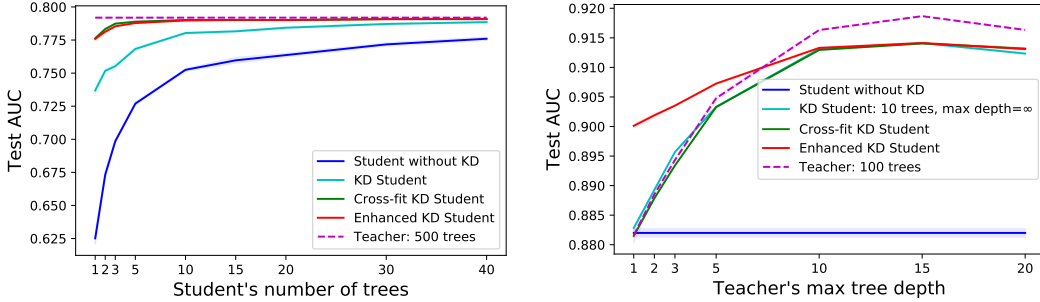 0.800
0.775
0.750
0.725
0.700
0.675
0.650
0.625
Test AUC
1 2 3 5 10 15 20 30 40
Student's number of trees
Student without KD
KD Student
Cross-fit KD Student
Enhanced KD Student
Teacher: 500 trees
0.920
0.915
0.910
0.905
0.900
0.895
0.890
0.885
0.880
Test AUC
1 2 3 5 10 15 20
Teacher's max tree depth
Student without KD
KD Student: 10 trees, max depth=∞
Cross-fit KD Student
Enhanced KD Student
Teacher: 100 trees